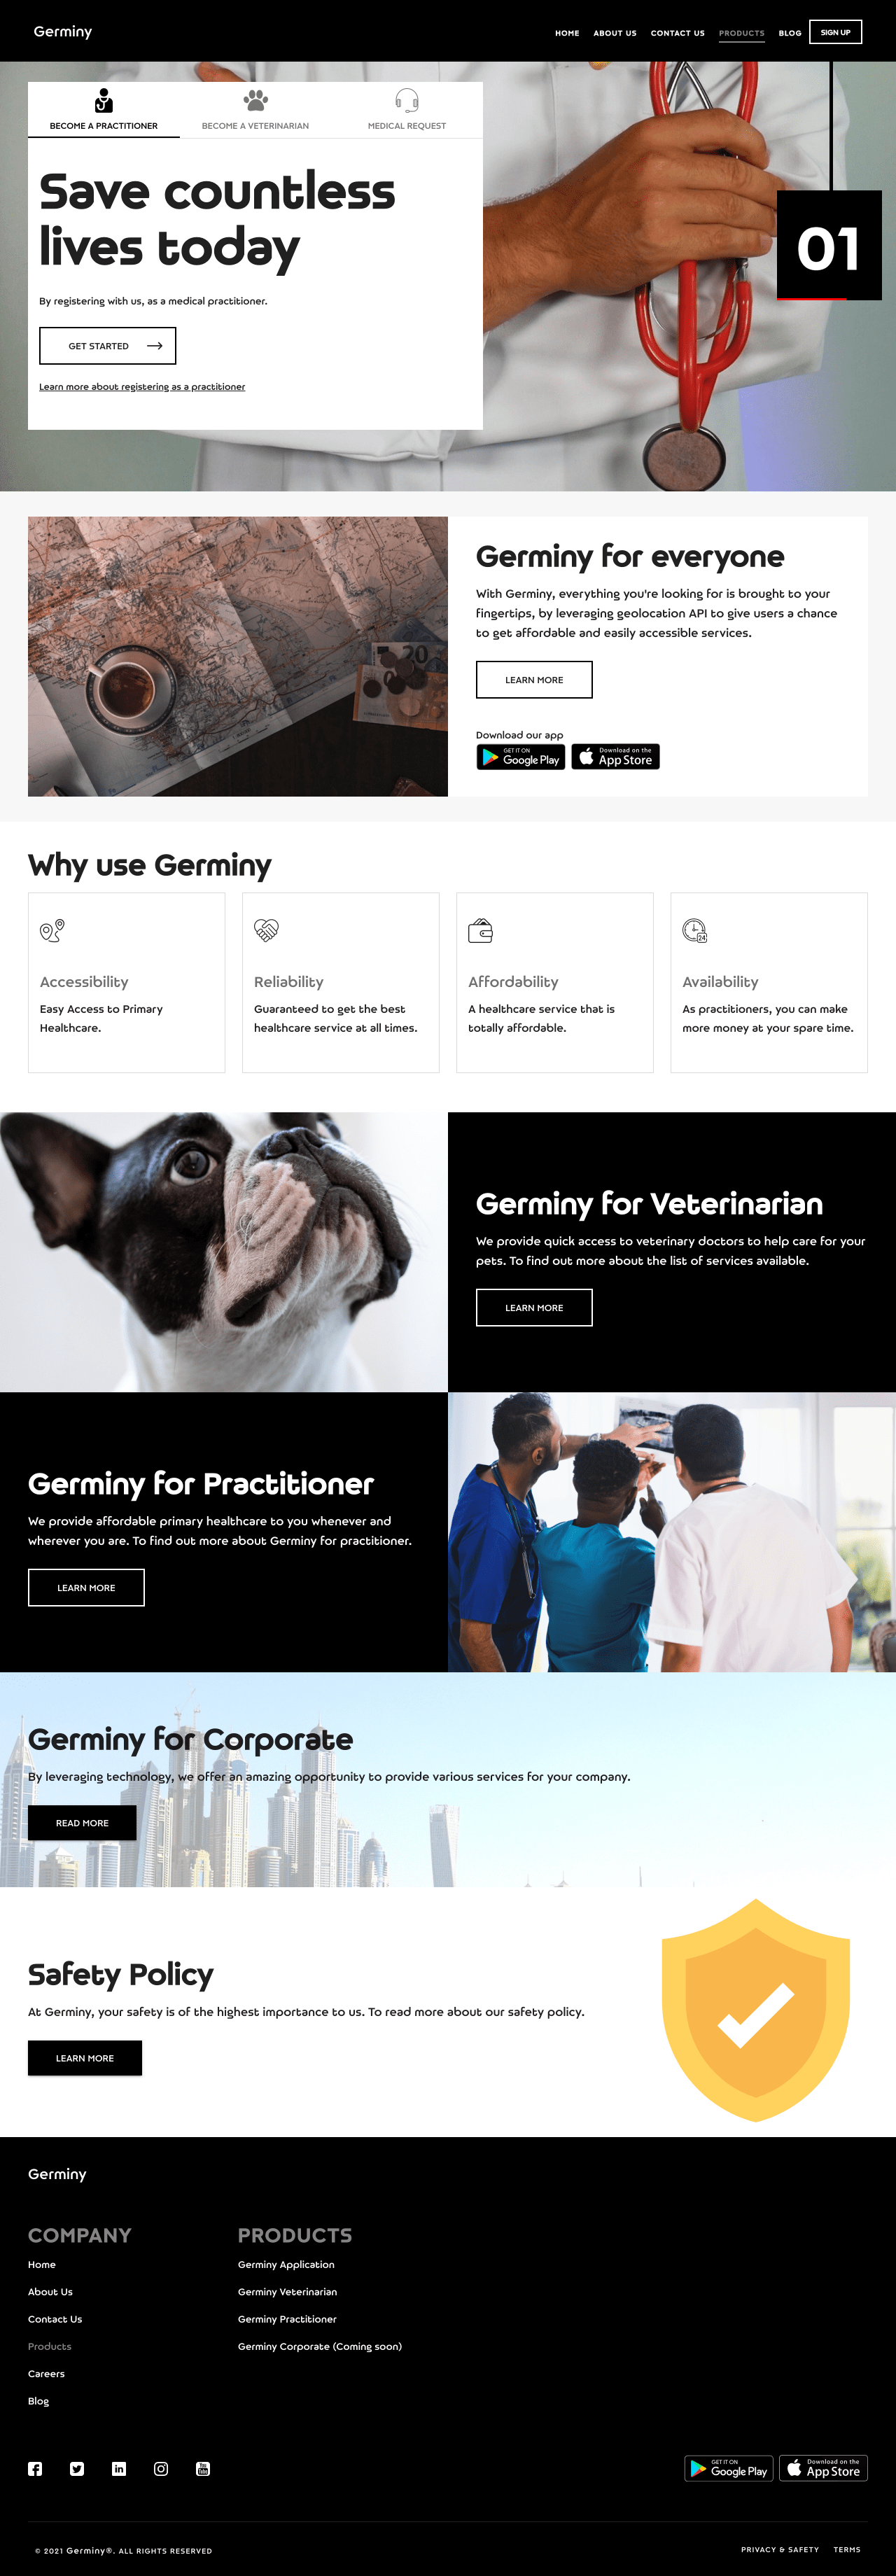 Germiny
HOME ABOUT US CONTACT US PRODUCTS BLOG SIGN UP
BECOME A PRACTITIONER BECOME A VETERINARIAN MEDICAL REQUEST
Save countless
lives today
By registering with us, as a medical practitioner.
GET STARTED
Learn more about registering as a practitioner
01
20
Germiny for everyone
With Germiny, everything you're looking for is brought to your
fingertips, by leveraging geolocation API to give users a chance
to get affordable and easily accessible services.
LEARN MORE
Download our app
GET IT ON
Google Play
Download on the
App Store
Why use Germiny
Accessibility
Easy Access to Primary
Healthcare.
Reliability
Guaranteed to get the best
healthcare service at all times.
Affordability
A healthcare service that is
totally affordable.
24
Availability
As practitioners, you can make
more money at your spare time.
Germiny for Veterinarian
We provide quick access to veterinary doctors to help care for your
pets. To find out more about the list of services available.
LEARN MORE
Germiny for Practitioner
We provide affordable primary healthcare to you whenever and
wherever you are. To find out more about Germiny for practitioner.
LEARN MORE
Germiny for Corporate
By leveraging technology, we offer an amazing opportunity to provide various services for your company.
READ MORE
Safety Policy
At Germiny, your safety is of the highest importance to us. To read more about our safety policy.
LEARN MORE
Germiny
COMPANY
Home
About Us
Contact Us
Products
Careers
Blog
PRODUCTS
Germiny Application
Germiny Veterinarian
Germiny Practitioner
Germiny Corporate (Coming soon)
in
You
Tube
GET IT ON
Google Play
Download on the
App Store
© 2021 Germiny®. ALL RIGHTS RESERVED
PRIVACY & SAFETY TERMS